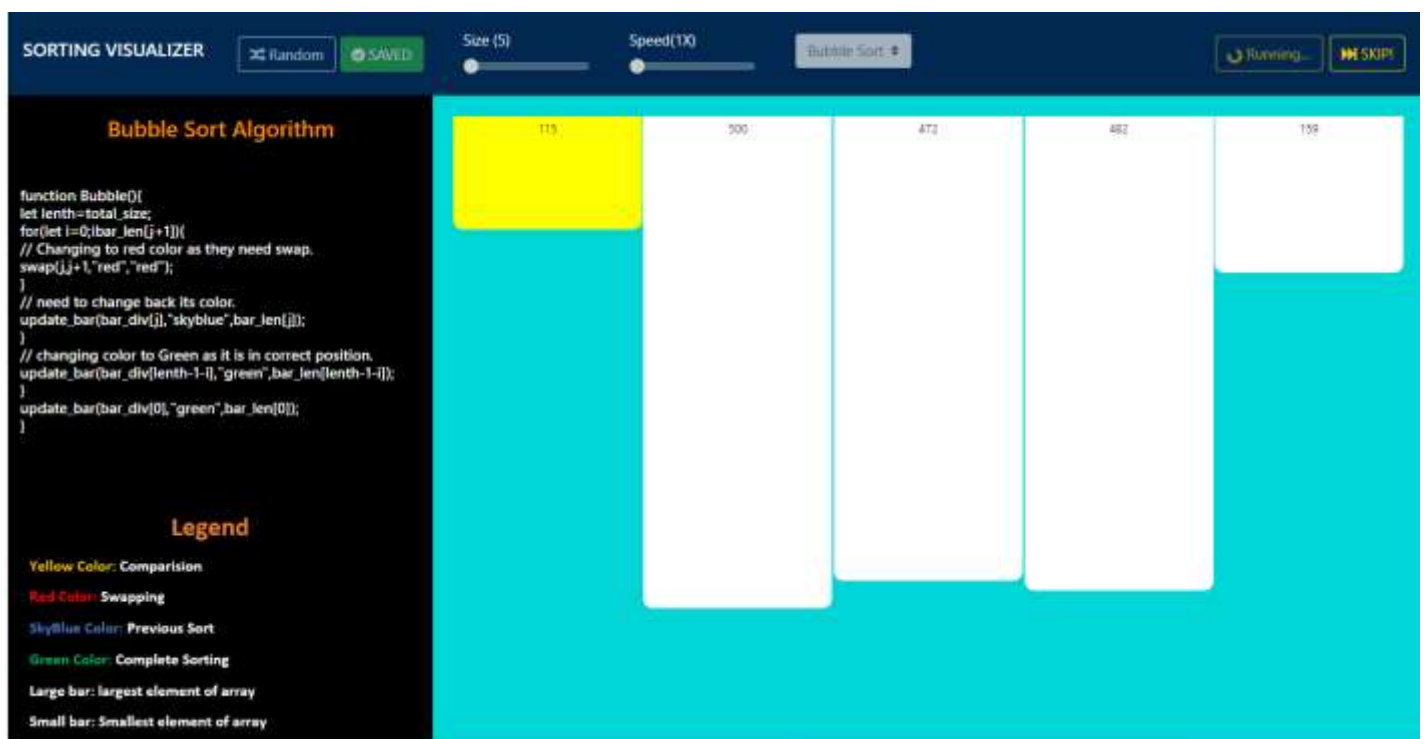 SORTING VISUALIZER
Random
SAVED
Size (5)
Speed(1X)
Bubble Sort
Running...
SKIP!
Bubble Sort Algorithm
function Bubble(){
let lenth=total_size;
for(let i=0;ibar_len[j+1]){
// Changing to red color as they need swap.
swap(j,j+1,"red","red");
}
// need to change back its color.
update_bar(bar_div[j],"skyblue",bar_len[j]);
}
// changing color to Green as it is in correct position.
update_bar(bar_div[lenth-1-i],"green",bar_len[lenth-1-i]);
}
update_bar(bar_div[0],"green",bar_len[0]);
}
Legend
Yellow Color: Comparision
Red Color: Swapping
SkyBlue Color: Previous Sort
Green Color: Complete Sorting
Large bar: largest element of array
Small bar: Smallest element of array
115
500
472
482
159